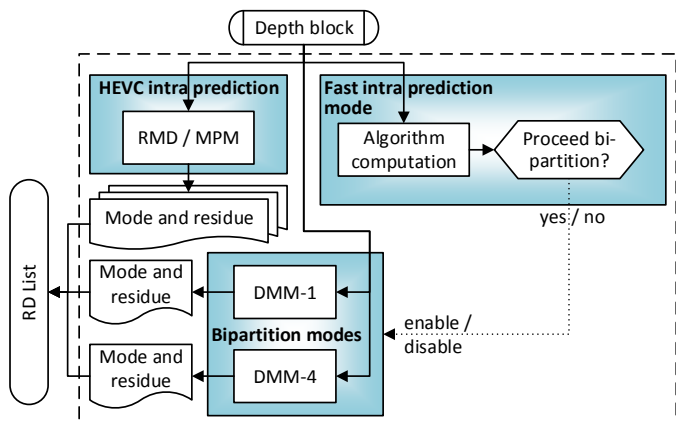 Depth block
HEVC intra prediction
RMD / MPM
Fast intra prediction
mode
Algorithm
computation
Proceed bi-
partition?
yes / no
Mode and residue
RD List
Mode and
residue
DMM-1
Bipartition modes
enable /
disable
Mode and
residue
DMM-4